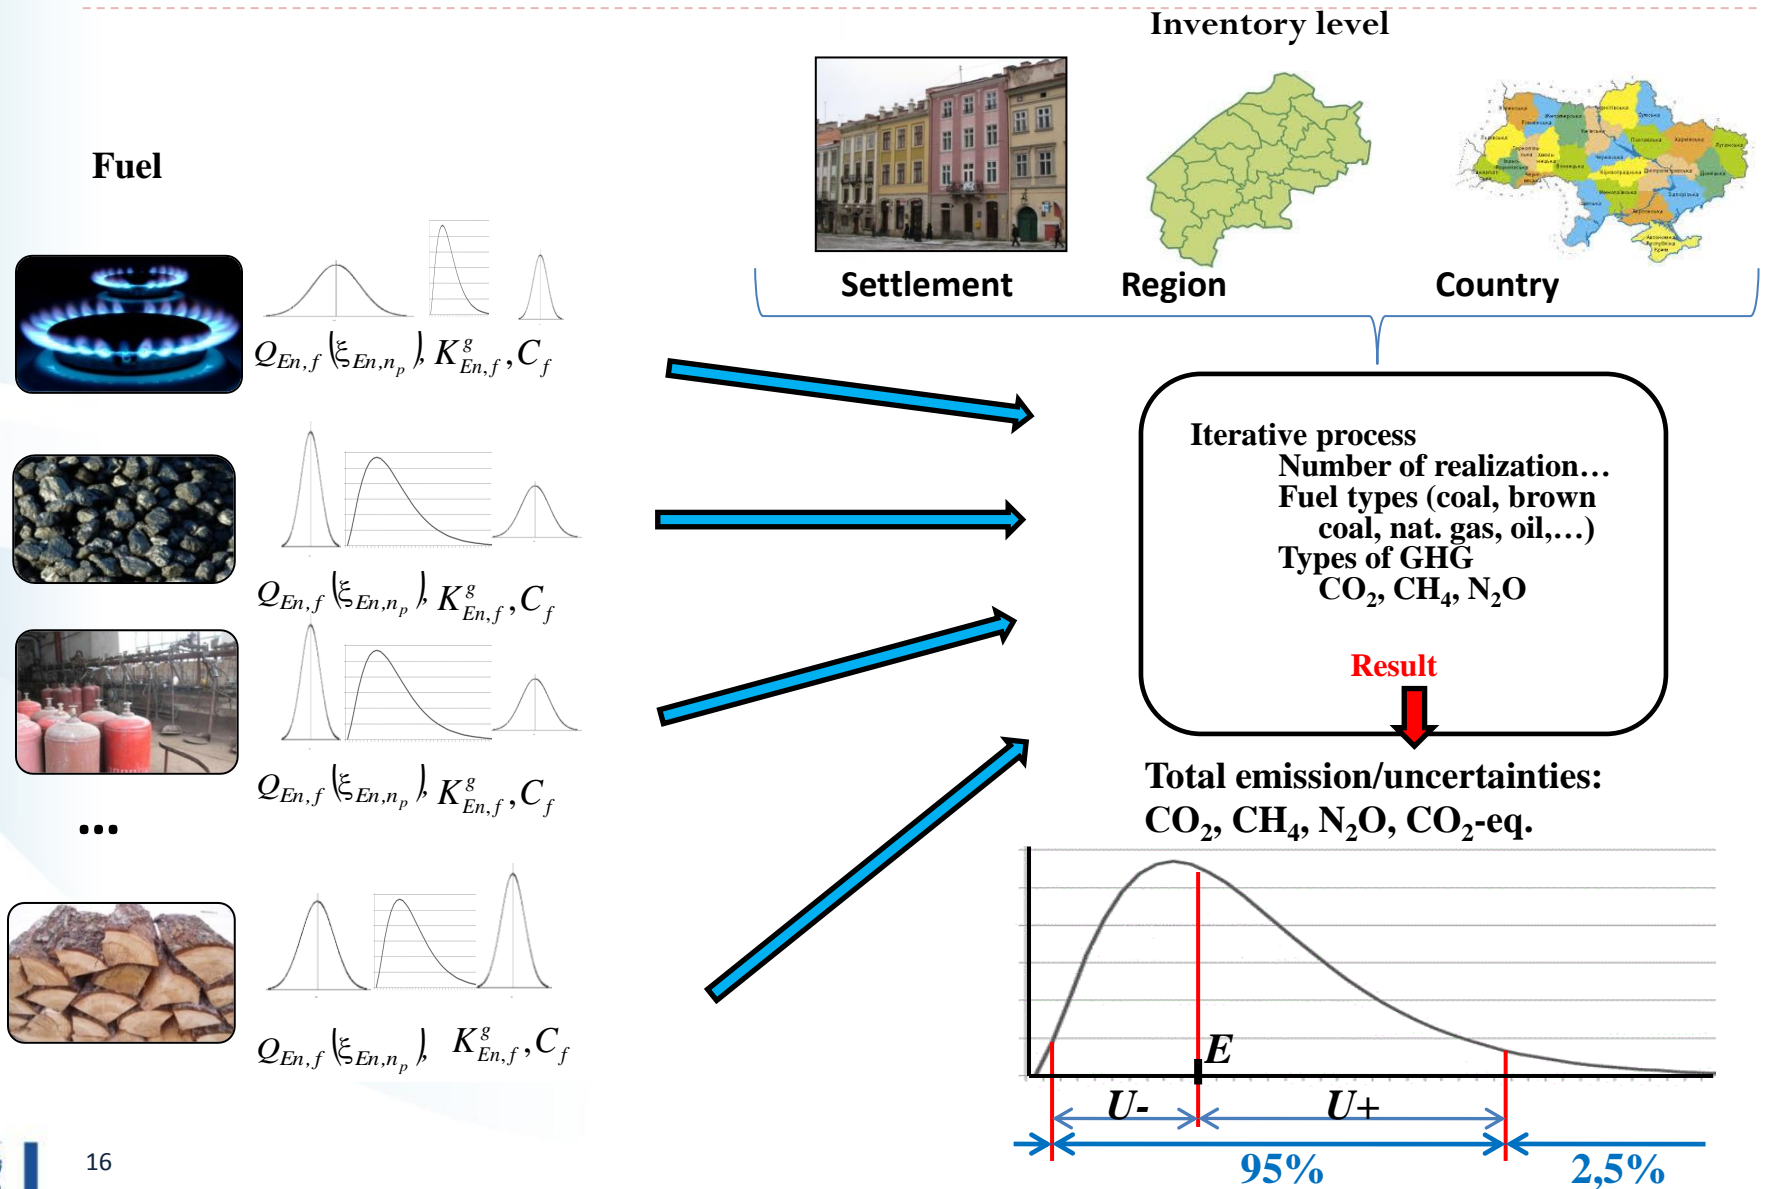 Inventory level
Fuel
Settlement
Region
Country
Q_{En,f}(ξ_{En,n_p}), K^g_{En,f}, C_f
Q_{En,f}(ξ_{En,n_p}), K^g_{En,f}, C_f
Q_{En,f}(ξ_{En,n_p}), K^g_{En,f}, C_f
...
Q_{En,f}(ξ_{En,n_p}), K^g_{En,f}, C_f
Iterative process
Number of realization…
Fuel types (coal, brown
coal, nat. gas, oil,…)
Types of GHG
CO₂, CH₄, N₂O
Result
Total emission/uncertainties:
CO₂, CH₄, N₂O, CO₂-eq.
E
U-
U+
95%
2,5%
16